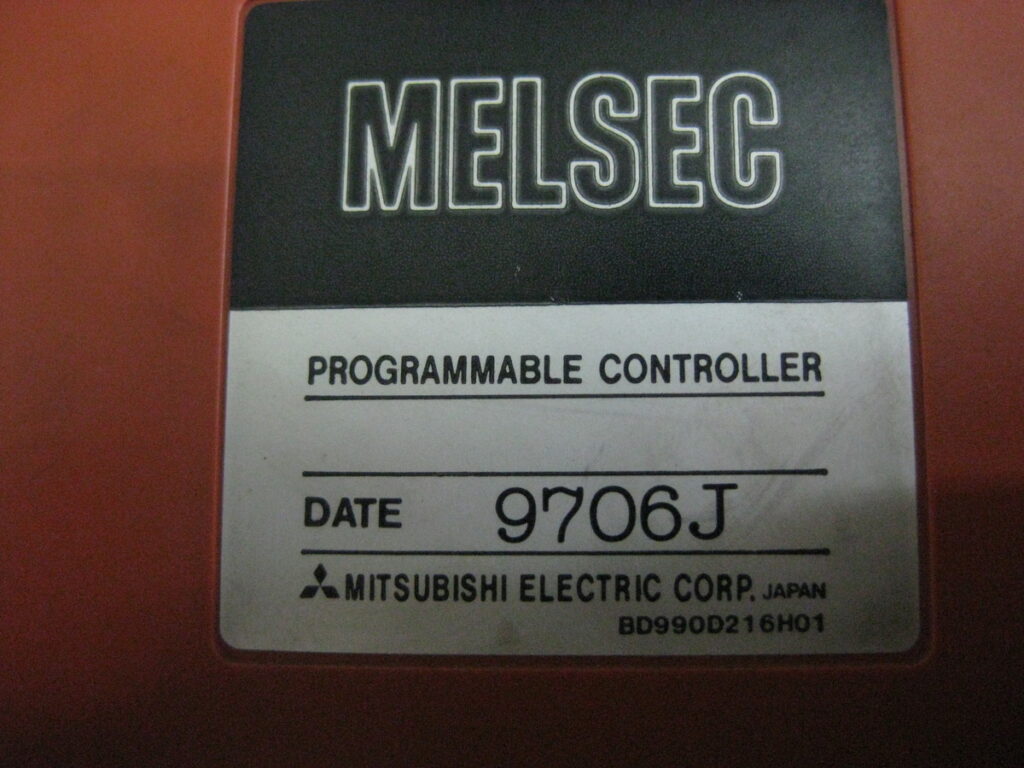 MELSEC
PROGRAMMABLE CONTROLLER
DATE 9706J
MITSUBISHI ELECTRIC CORP. JAPAN
BD990D216H01